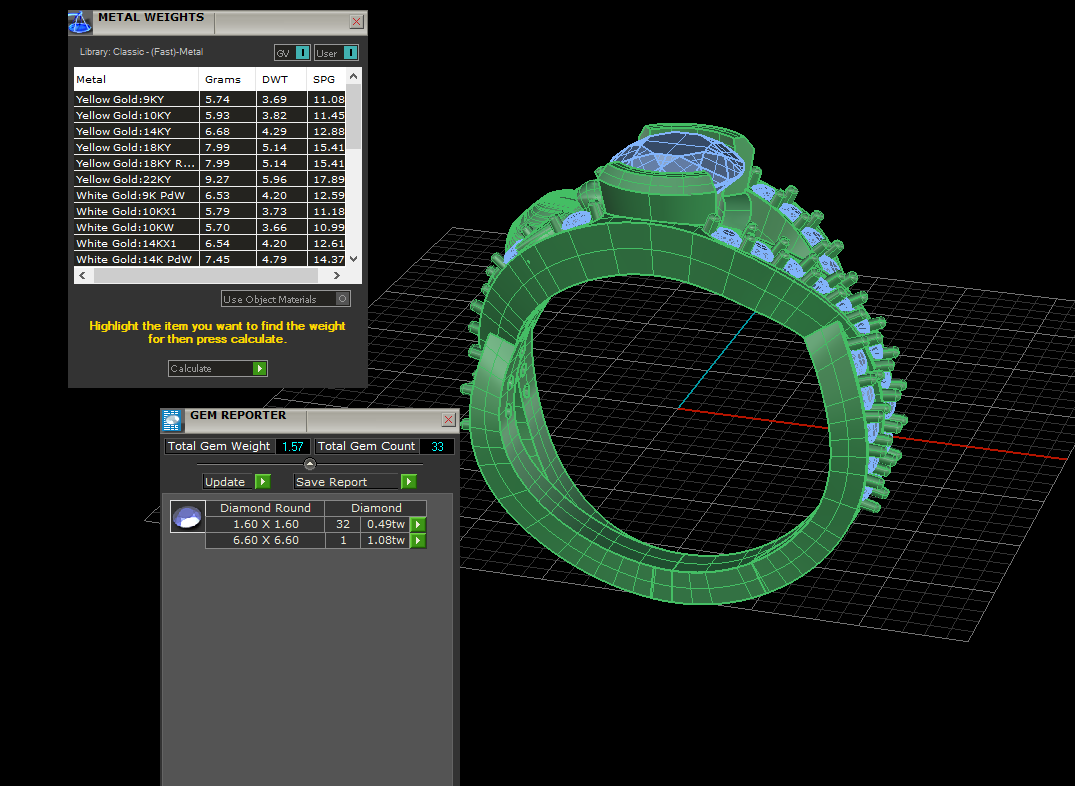 METAL WEIGHTS
Library: Classic - (Fast)-Metal
GV I User I
Metal Grams DWT SPG
Yellow Gold:9KY 5.74 3.69 11.08
Yellow Gold:10KY 5.93 3.82 11.45
Yellow Gold:14KY 6.68 4.29 12.88
Yellow Gold:18KY 7.99 5.14 15.41
Yellow Gold:18KY R... 7.99 5.14 15.41
Yellow Gold:22KY 9.27 5.96 17.89
White Gold:9K PdW 6.53 4.20 12.59
White Gold:10KX1 5.79 3.73 11.18
White Gold:10KW 5.70 3.66 10.99
White Gold:14KX1 6.54 4.20 12.61
White Gold:14K PdW 7.45 4.79 14.37
Use Object Materials
Highlight the item you want to find the weight
for then press calculate.
Calculate
GEM REPORTER
Total Gem Weight 1.57 Total Gem Count 33
Update Save Report
Diamond Round Diamond
1.60 X 1.60 32 0.49tw
6.60 X 6.60 1 1.08tw